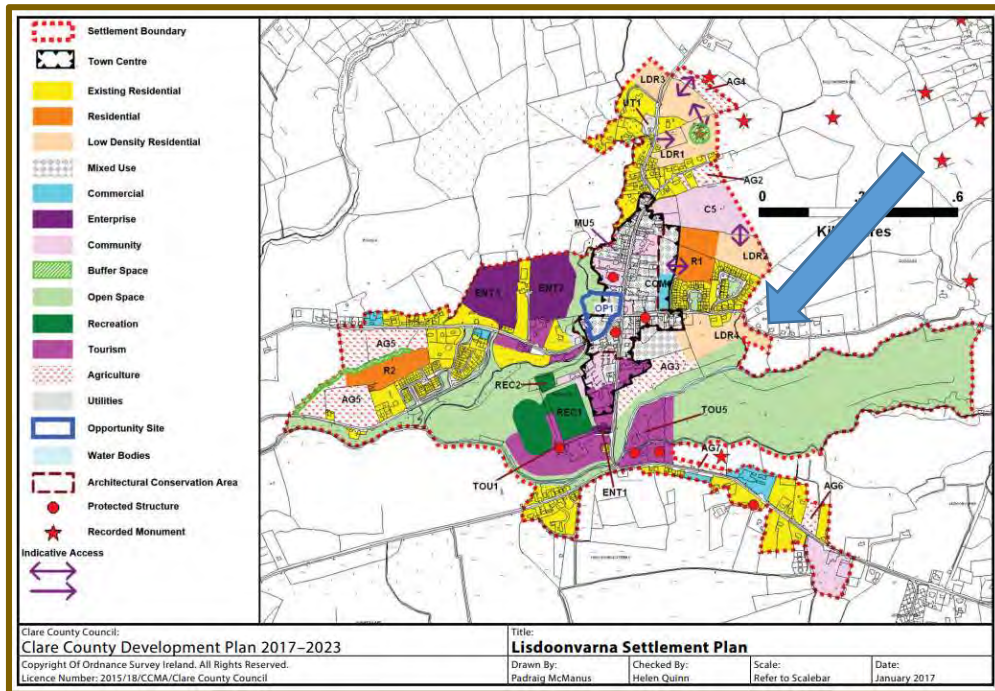 Settlement Boundary
Town Centre
Existing Residential
Residential
Low Density Residential
Mixed Use
Commercial
Enterprise
Community
Buffer Space
Open Space
Recreation
Tourism
Agriculture
Utilities
Opportunity Site
Water Bodies
Architectural Conservation Area
Protected Structure
Recorded Monument
Indicative Access
LDR3
AG4
UT1
LDR1
AG2
C5
0
.6
MU5
R1
LDR2
ENT1
ENT2
OP1
LDR4
AG5
R2
AG3
AG5
REC2
REC1
TOU5
AG7
TOU1
ENT1
AG6
Clare County Council:
Clare County Development Plan 2017–2023
Copyright Of Ordnance Survey Ireland. All Rights Reserved.
Licence Number: 2015/18/CCMA/Clare County Council
Title:
Lisdoonvarna Settlement Plan
Drawn By:
Padraig McManus
Checked By:
Helen Quinn
Scale:
Refer to Scalebar
Date:
January 2017